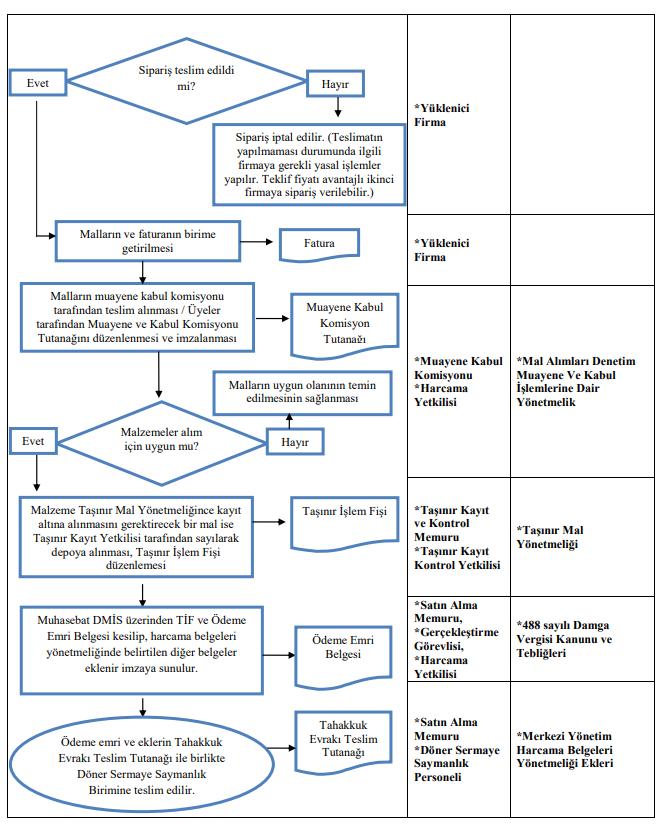 Sipariş teslim edildi
mi?
Evet
Hayır
Sipariş iptal edilir. (Teslimatın
yapılmaması durumunda ilgili
firmaya gerekli yasal işlemler
yapılır. Teklif fiyatı avantajlı ikinci
firmaya sipariş verilebilir.)
*Yüklenici
Firma
Malların ve faturanın birime
getirilmesi
Fatura
*Yüklenici
Firma
Malların muayene kabul komisyonu
tarafından teslim alınması / Üyeler
tarafından Muayene ve Kabul Komisyonu
Tutanağını düzenlenmesi ve imzalanması
Muayene Kabul
Komisyon
Tutanağı
Malların uygun olanının temin
edilmesinin sağlanması
Malzemeler alım
için uygun mu?
Evet
Hayır
*Muayene Kabul
Komisyonu
*Harcama
Yetkilisi
*Mal Alımları Denetim
Muayene Ve Kabul
İşlemlerine Dair
Yönetmelik
Malzeme Taşınır Mal Yönetmeliğince kayıt
altına alınmasını gerektirecek bir mal ise
Taşınır Kayıt Yetkilisi tarafından sayılarak
depoya alınması, Taşınır İşlem Fişi
düzenlemesi
Taşınır İşlem Fişi
*Taşınır Kayıt
ve Kontrol
Memuru
*Taşınır Kayıt
Kontrol Yetkilisi
*Taşınır Mal
Yönetmeliği
Muhasebat DMİS üzerinden TİF ve Ödeme
Emri Belgesi kesilip, harcama belgeleri
yönetmeliğinde belirtilen diğer belgeler
eklenir imzaya sunulur.
Ödeme Emri
Belgesi
*Satın Alma
Memuru,
*Gerçekleştirme
Görevlisi,
*Harcama
Yetkilisi
*488 sayılı Damga
Vergisi Kanunu ve
Tebliğleri
Ödeme emri ve eklerin Tahakkuk
Evrakı Teslim Tutanağı ile birlikte
Döner Sermaye Saymanlık
Birimine teslim edilir.
Tahakkuk
Evrakı Teslim
Tutanağı
*Satın Alma
Memuru
*Döner Sermaye
Saymanlık
Personeli
*Merkezi Yönetim
Harcama Belgeleri
Yönetmeliği Ekleri